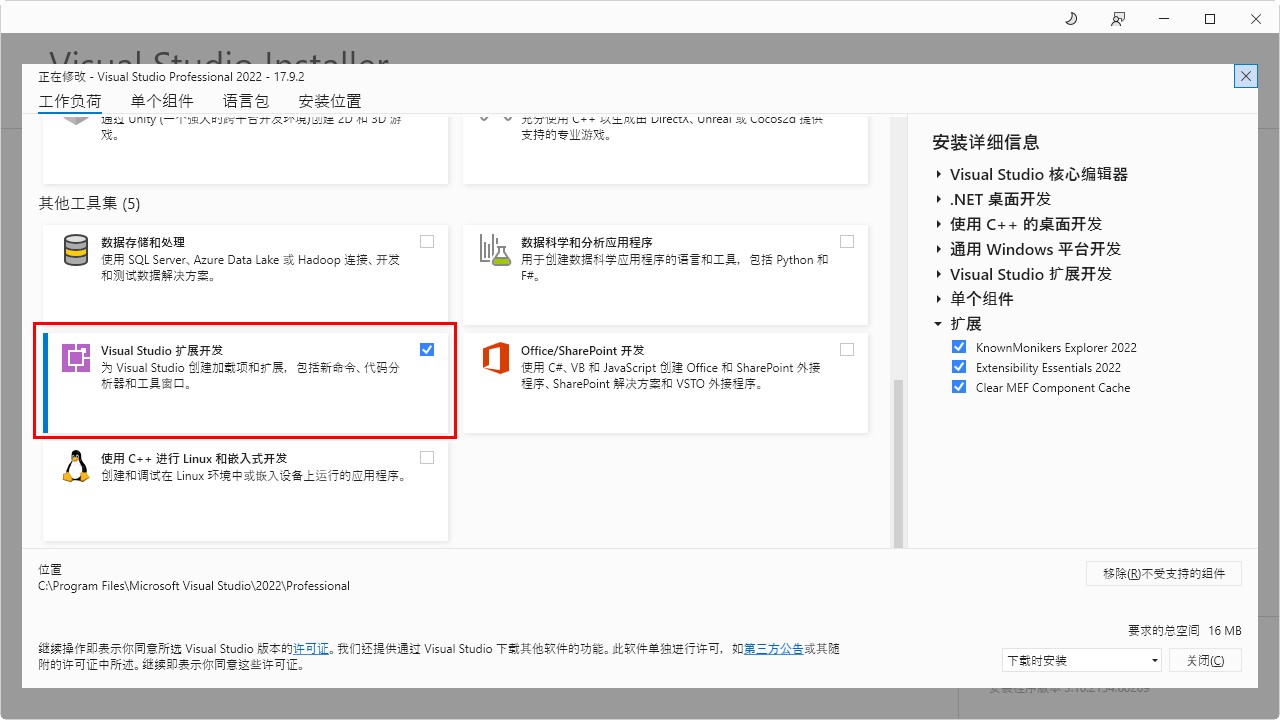 Visual Studio Installer
正在修改 - Visual Studio Professional 2022 - 17.9.2
工作负荷 单个组件 语言包 安装位置
通过 Unity (一个强大的跨平台开发环境)创建 2D 和 3D 游
戏。
充分使用 C++ 以生成由 DirectX、Unreal 或 Cocos2d 提供
支持的专业游戏。
其他工具集 (5)
数据存储和处理
使用 SQL Server、Azure Data Lake 或 Hadoop 连接、开发
和测试数据解决方案。
数据科学和分析应用程序
用于创建数据科学应用程序的语言和工具，包括 Python 和
F#。
Visual Studio 扩展开发
为 Visual Studio 创建加载项和扩展，包括新命令、代码分
析器和工具窗口。
Office/SharePoint 开发
使用 C#、VB 和 JavaScript 创建 Office 和 SharePoint 外接
程序、SharePoint 解决方案和 VSTO 外接程序。
使用 C++ 进行 Linux 和嵌入式开发
创建和调试在 Linux 环境中或嵌入设备上运行的应用程序。
安装详细信息
Visual Studio 核心编辑器
.NET 桌面开发
使用 C++ 的桌面开发
通用 Windows 平台开发
Visual Studio 扩展开发
单个组件
扩展
KnownMonikers Explorer 2022
Extensibility Essentials 2022
Clear MEF Component Cache
位置
C:\Program Files\Microsoft Visual Studio\2022\Professional
移除(R)不受支持的组件
要求的总空间 16 MB
继续操作即表示你同意所选 Visual Studio 版本的许可证。我们还提供通过 Visual Studio 下载其他软件的功能。此软件单独进行许可，如第三方公告或其随
附的许可证中所述。继续即表示你同意这些许可证。
下载时安装 关闭(C)
安装程序版本